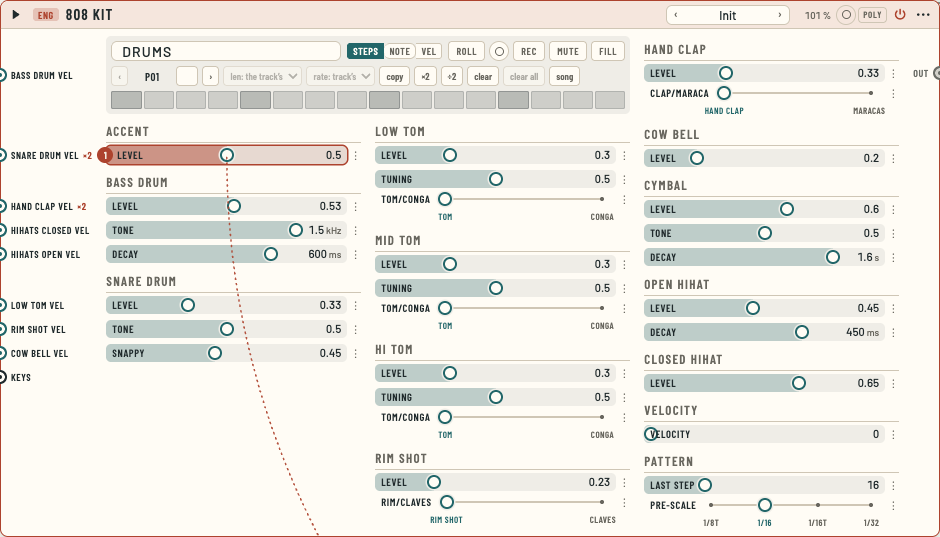 ENG 808 KIT
‹ Init ›
101 % POLY
DRUMS STEPS NOTE VEL ROLL REC MUTE FILL
‹ P01 › len: the track's rate: the track's copy ×2 ÷2 clear clear all song
BASS DRUM VEL
SNARE DRUM VEL ×2
HAND CLAP VEL ×2
HIHATS CLOSED VEL
HIHATS OPEN VEL
LOW TOM VEL
RIM SHOT VEL
COW BELL VEL
KEYS
ACCENT
1 LEVEL 0.5
BASS DRUM
LEVEL 0.53
TONE 1.5 kHz
DECAY 600 ms
SNARE DRUM
LEVEL 0.33
TONE 0.5
SNAPPY 0.45
LOW TOM
LEVEL 0.3
TUNING 0.5
TOM/CONGA
TOM CONGA
MID TOM
LEVEL 0.3
TUNING 0.5
TOM/CONGA
TOM CONGA
HI TOM
LEVEL 0.3
TUNING 0.5
TOM/CONGA
TOM CONGA
RIM SHOT
LEVEL 0.23
RIM/CLAVES
RIM SHOT CLAVES
HAND CLAP
LEVEL 0.33
CLAP/MARACA
HAND CLAP MARACAS
COW BELL
LEVEL 0.2
CYMBAL
LEVEL 0.6
TONE 0.5
DECAY 1.6 s
OPEN HIHAT
LEVEL 0.45
DECAY 450 ms
CLOSED HIHAT
LEVEL 0.65
VELOCITY
VELOCITY 0
PATTERN
LAST STEP 16
PRE-SCALE
1/8T 1/16 1/16T 1/32
OUT